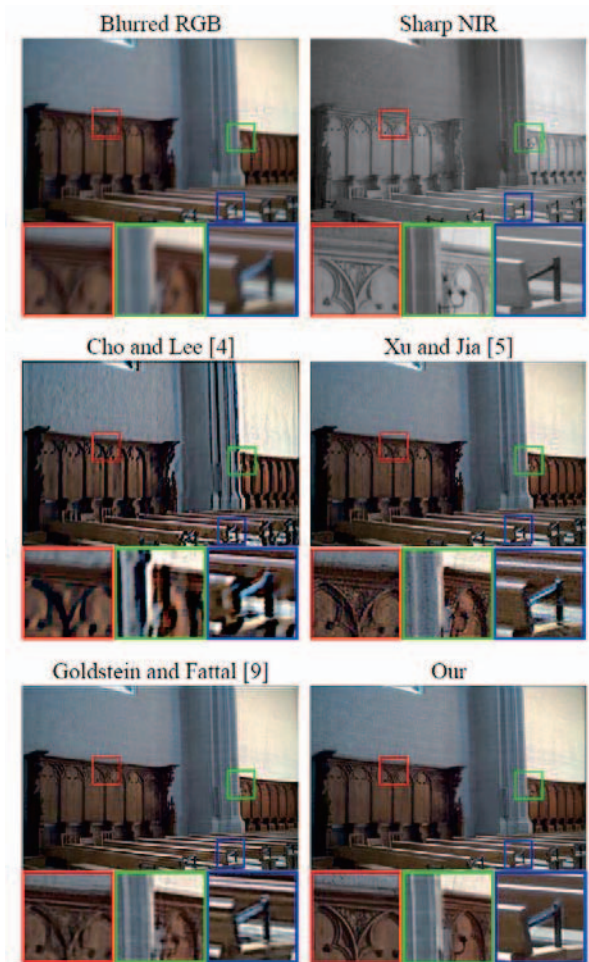 Blurred RGB
Sharp NIR
Cho and Lee [4]
Xu and Jia [5]
Goldstein and Fattal [9]
Our